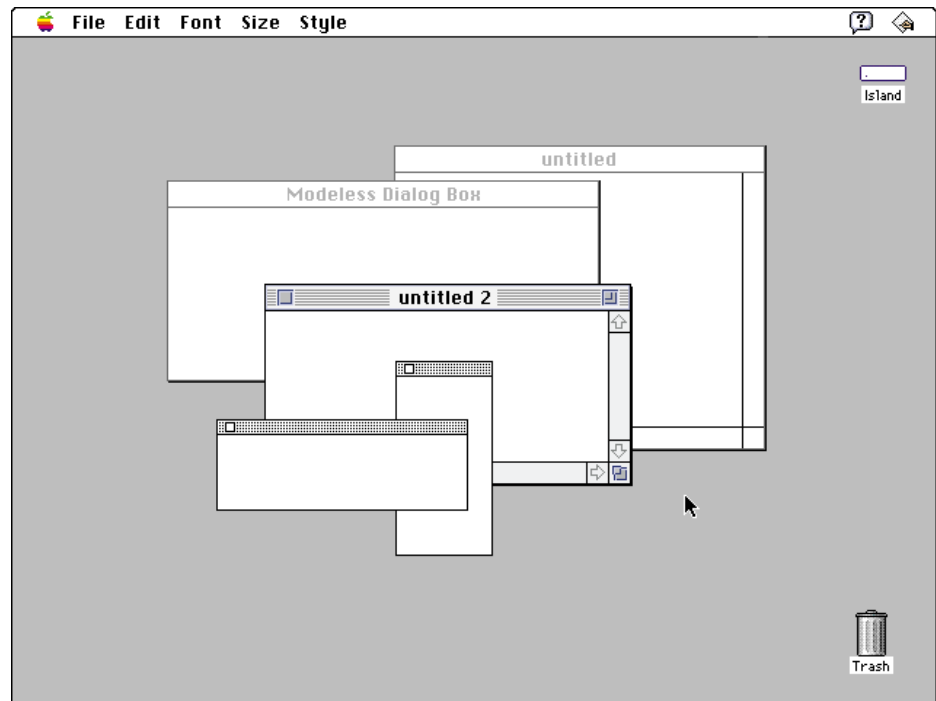 File Edit Font Size Style
Island
untitled
Modeless Dialog Box
untitled 2
Trash